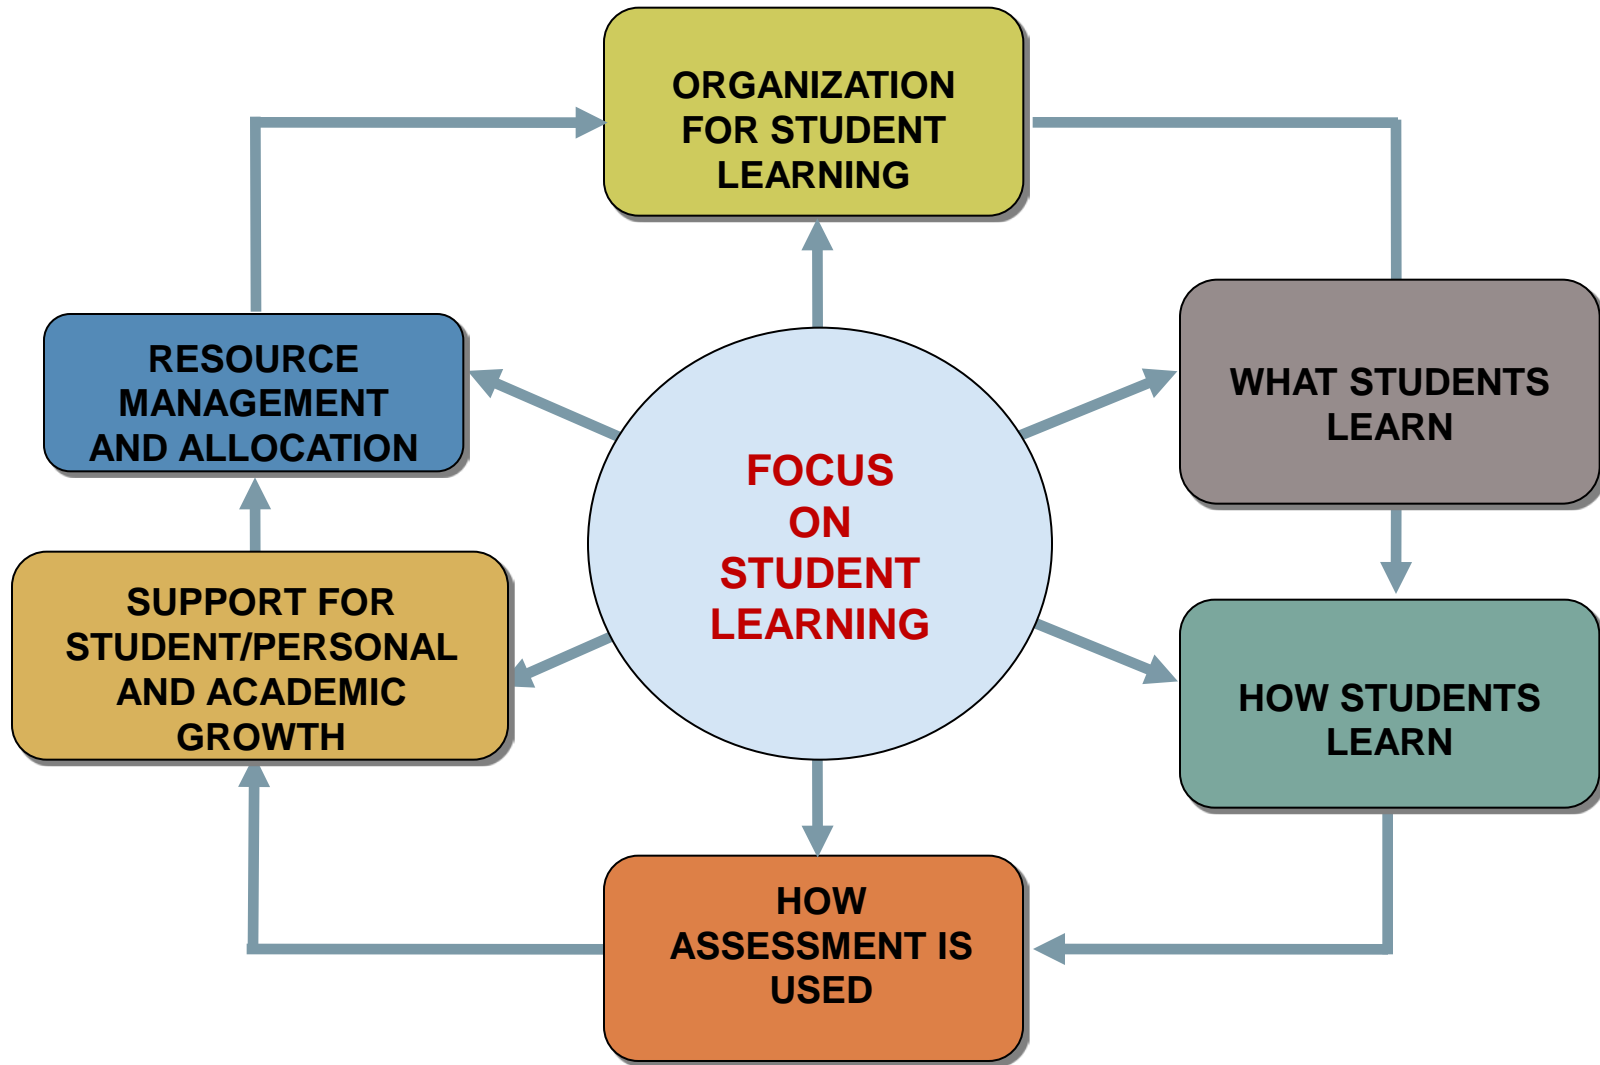 ORGANIZATION
FOR STUDENT
LEARNING
RESOURCE
MANAGEMENT
AND ALLOCATION
WHAT STUDENTS
LEARN
FOCUS
ON
STUDENT
LEARNING
SUPPORT FOR
STUDENT/PERSONAL
AND ACADEMIC
GROWTH
HOW STUDENTS
LEARN
HOW
ASSESSMENT IS
USED